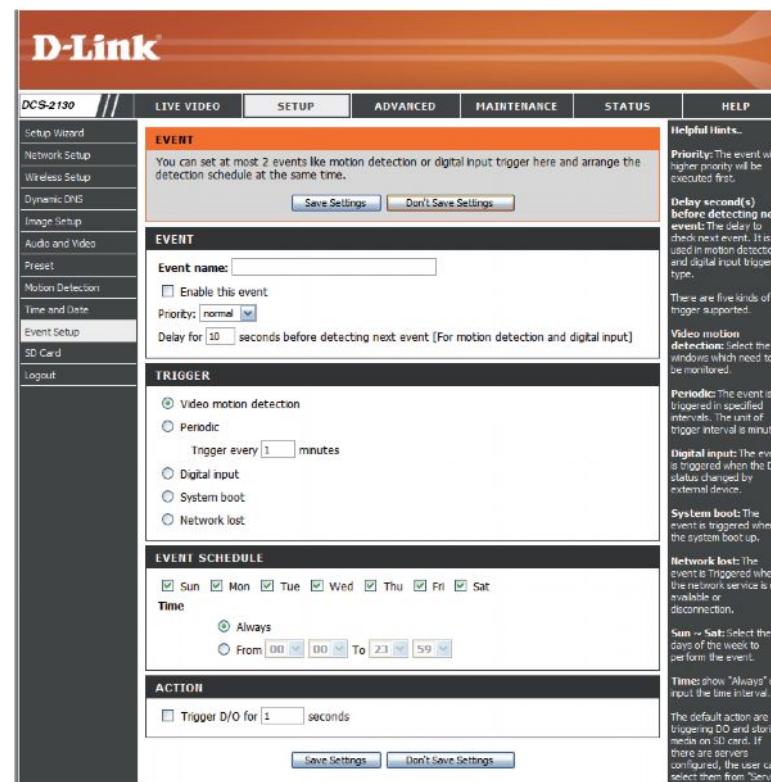 D-Link
DCS-2130 LIVE VIDEO SETUP ADVANCED MAINTENANCE STATUS HELP
Setup Wizard
Network Setup
Wireless Setup
Dynamic DNS
Image Setup
Audio and Video
Preset
Motion Detection
Time and Date
Event Setup
SD Card
Logout
EVENT
You can set at most 2 events like motion detection or digital input trigger here and arrange the
detection schedule at the same time.
Save Settings Don't Save Settings
EVENT
Event name:
Enable this event
Priority: normal
Delay for 10 seconds before detecting next event [For motion detection and digital input]
TRIGGER
Video motion detection
Periodic
Trigger every 1 minutes
Digital input
System boot
Network lost
EVENT SCHEDULE
Sun Mon Tue Wed Thu Fri Sat
Time
Always
From 00 00 To 23 59
ACTION
Trigger D/O for 1 seconds
Save Settings Don't Save Settings
Helpful Hints..
Priority: The event
higher priority will be
executed first.
Delay second(s)
before detecting
event: The delay to
check next event. It is
used in motion
and digital input trigger
type.
There are five kinds of
trigger supported.
Video motion
detection: Select the
windows which need
be monitored.
Periodic: The event is
triggered in specified
intervals. The unit of
trigger interval is
Digital input: The
is triggered when the
status changed by
external device.
System boot: The
event is triggered
the system boot up.
Network lost: The
event is Triggered
the network service is
available or
disconnection.
Sun ~ Sat: Select the
days of the week to
perform the event.
Time: show "Always"
input the time interval.
The default action are
triggering DO and
media on SD card. If
there are servers
configured, the user
select them from